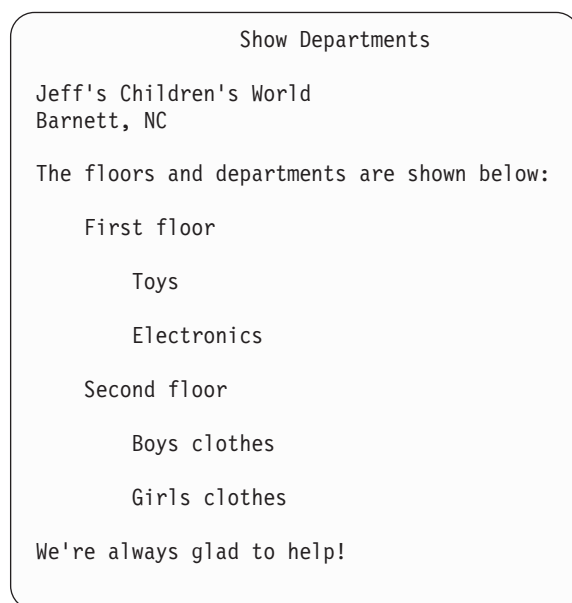 Show Departments
Jeff's Children's World
Barnett, NC
The floors and departments are shown below:
First floor
Toys
Electronics
Second floor
Boys clothes
Girls clothes
We're always glad to help!